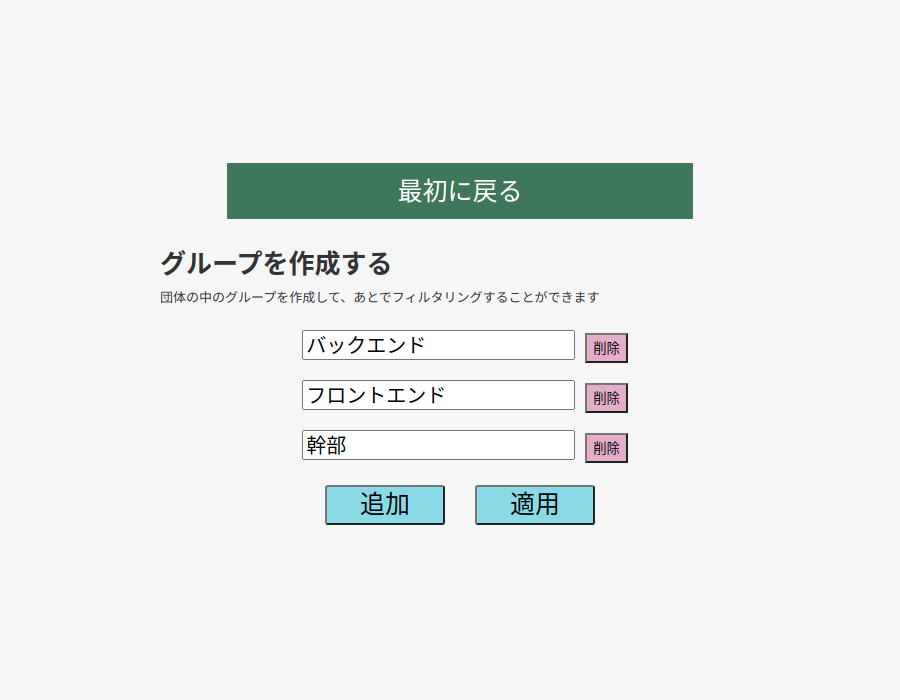 最初に戻る
グループを作成する
団体の中のグループを作成して、あとでフィルタリングすることができます
バックエンド 削除
フロントエンド 削除
幹部 削除
追加 適用